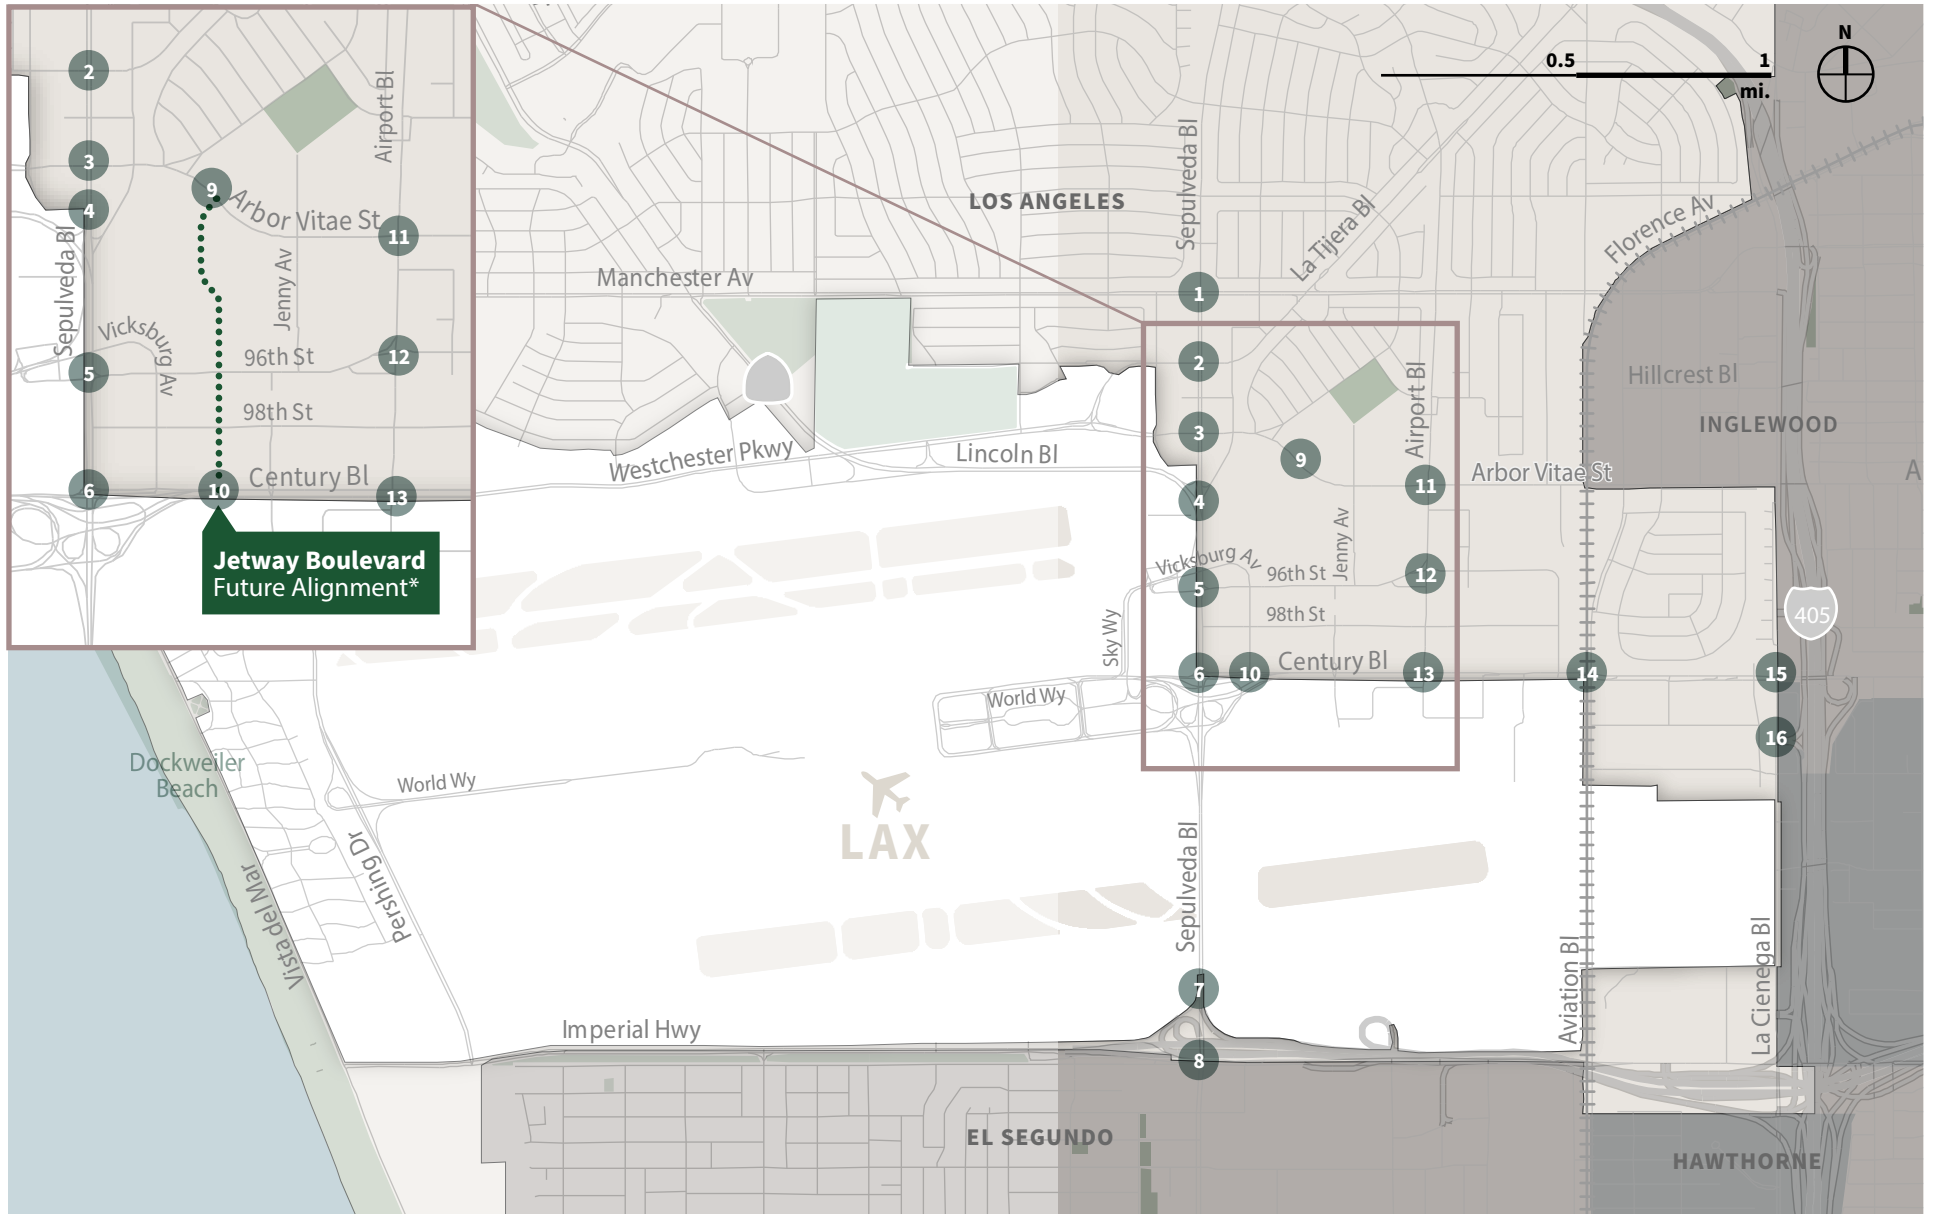 2
3
4
5
6
9
10
11
12
13
Airport Bl
Arbor Vitae St
Jenny Av
Sepulveda Bl
Vicksburg Av
96th St
98th St
Century Bl
Jetway Boulevard
Future Alignment*
N
0.5
1
mi.
LOS ANGELES
Sepulveda Bl
La Tijera Bl
Florence Av
Manchester Av
1
2
3
4
5
6
7
8
9
10
11
12
13
14
15
16
Hillcrest Bl
INGLEWOOD
A
Airport Bl
Arbor Vitae St
Westchester Pkwy
Lincoln Bl
Jenny Av
Vicksburg Av
96th St
98th St
405
Sky Wy
Century Bl
World Wy
Dockweiler
Beach
World Wy
LAX
Pershing Dr
Vista del Mar
Sepulveda Bl
Aviation Bl
La Cienega Bl
Imperial Hwy
EL SEGUNDO
HAWTHORNE